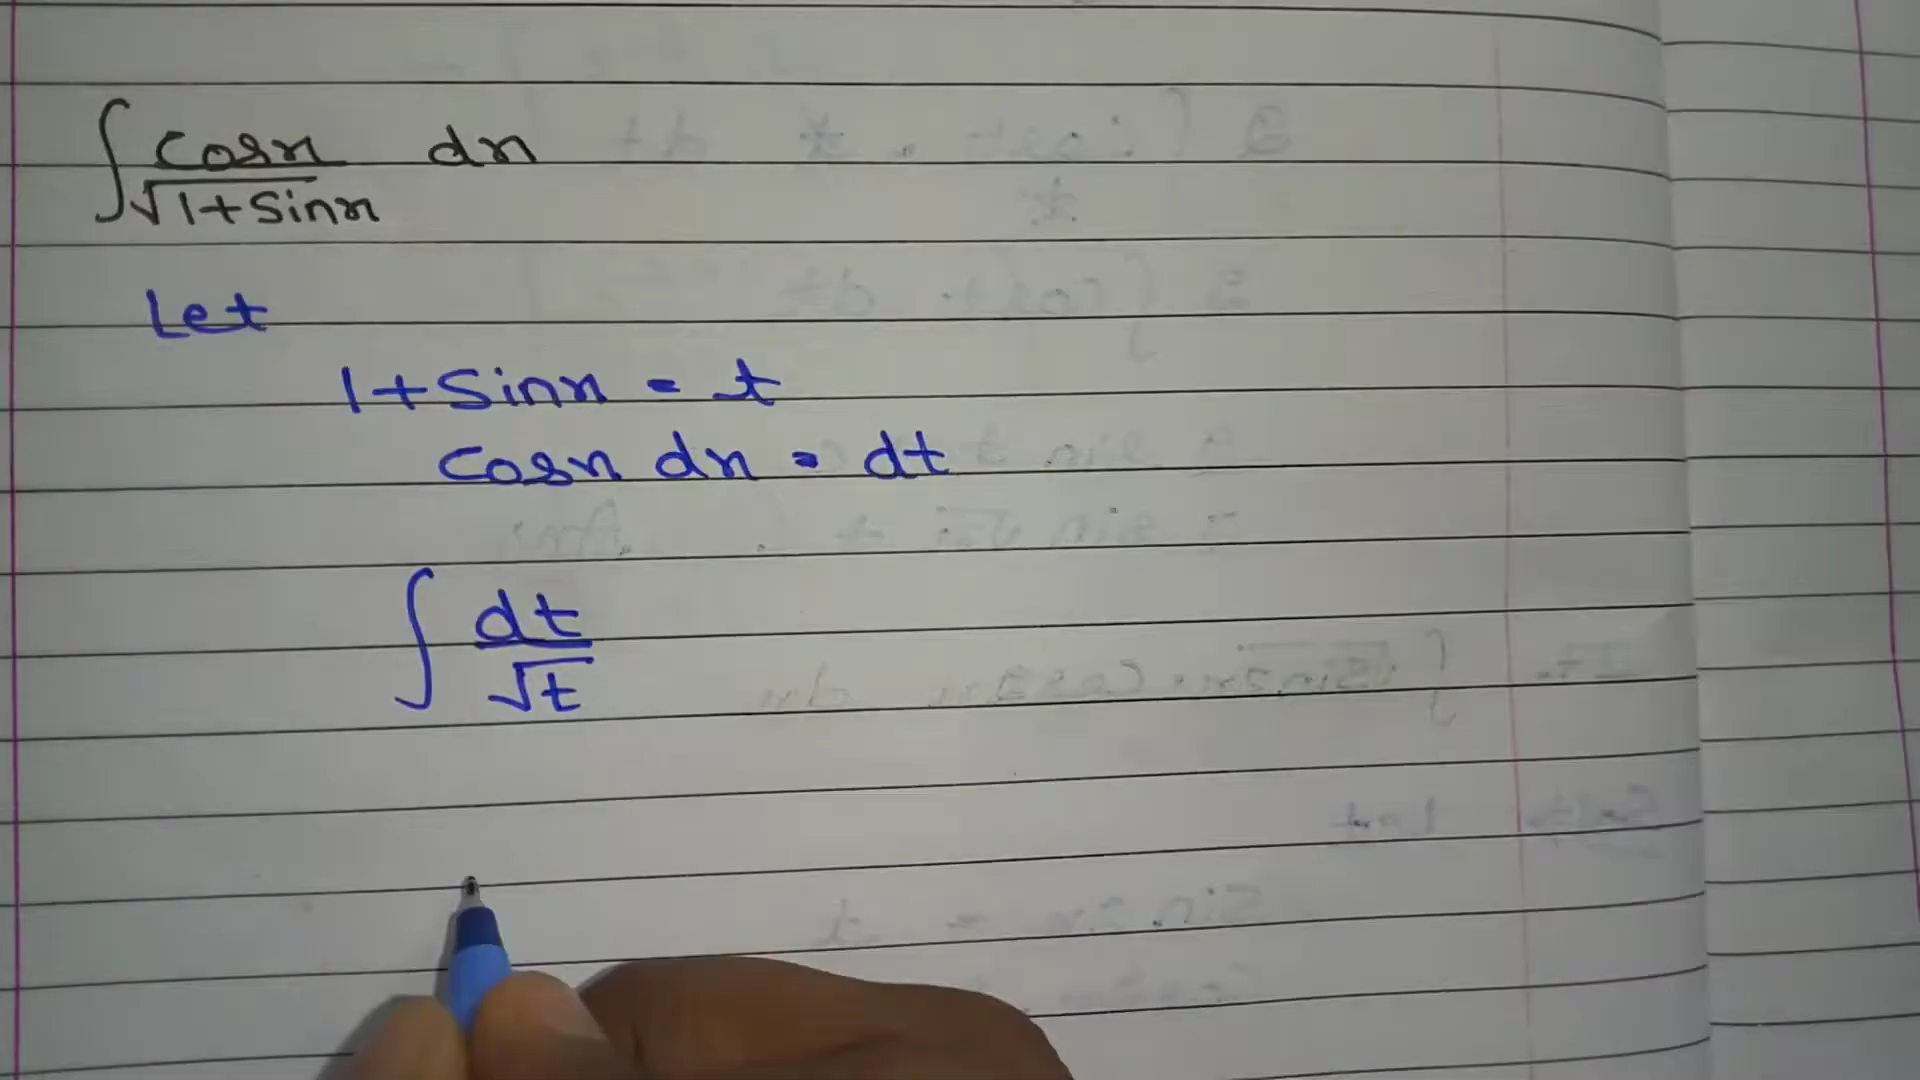 ∫ cosx / √1+sinx dx
Let
1+sinx = t
cosx dx = dt
∫ dt / √t